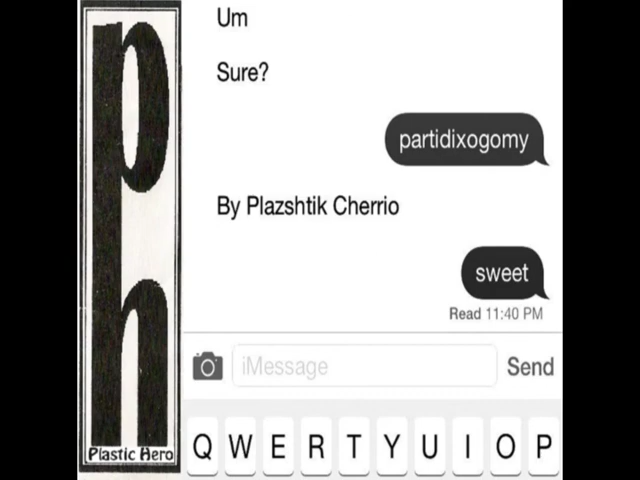 ph
Plastic Hero
Um
Sure?
partidixogomy
By Plazshtik Cherrio
sweet
Read 11:40 PM
iMessage
Send
Q W E R T Y U I O P